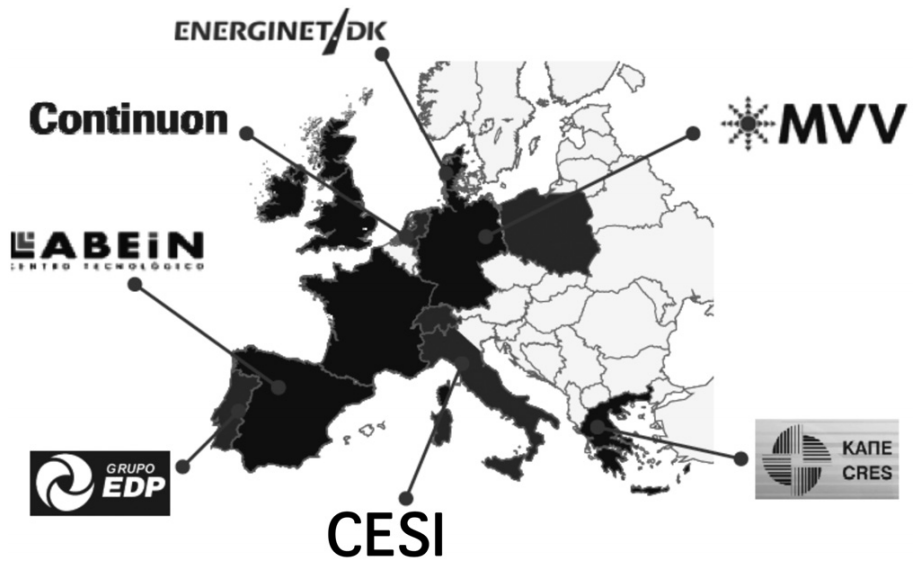 ENERGINET/DK
Continuon
MVV
LABEiN
CENTRO TECNOLÓGICO
GRUPO
EDP
ΚΑΠΕ
CRES
CESI